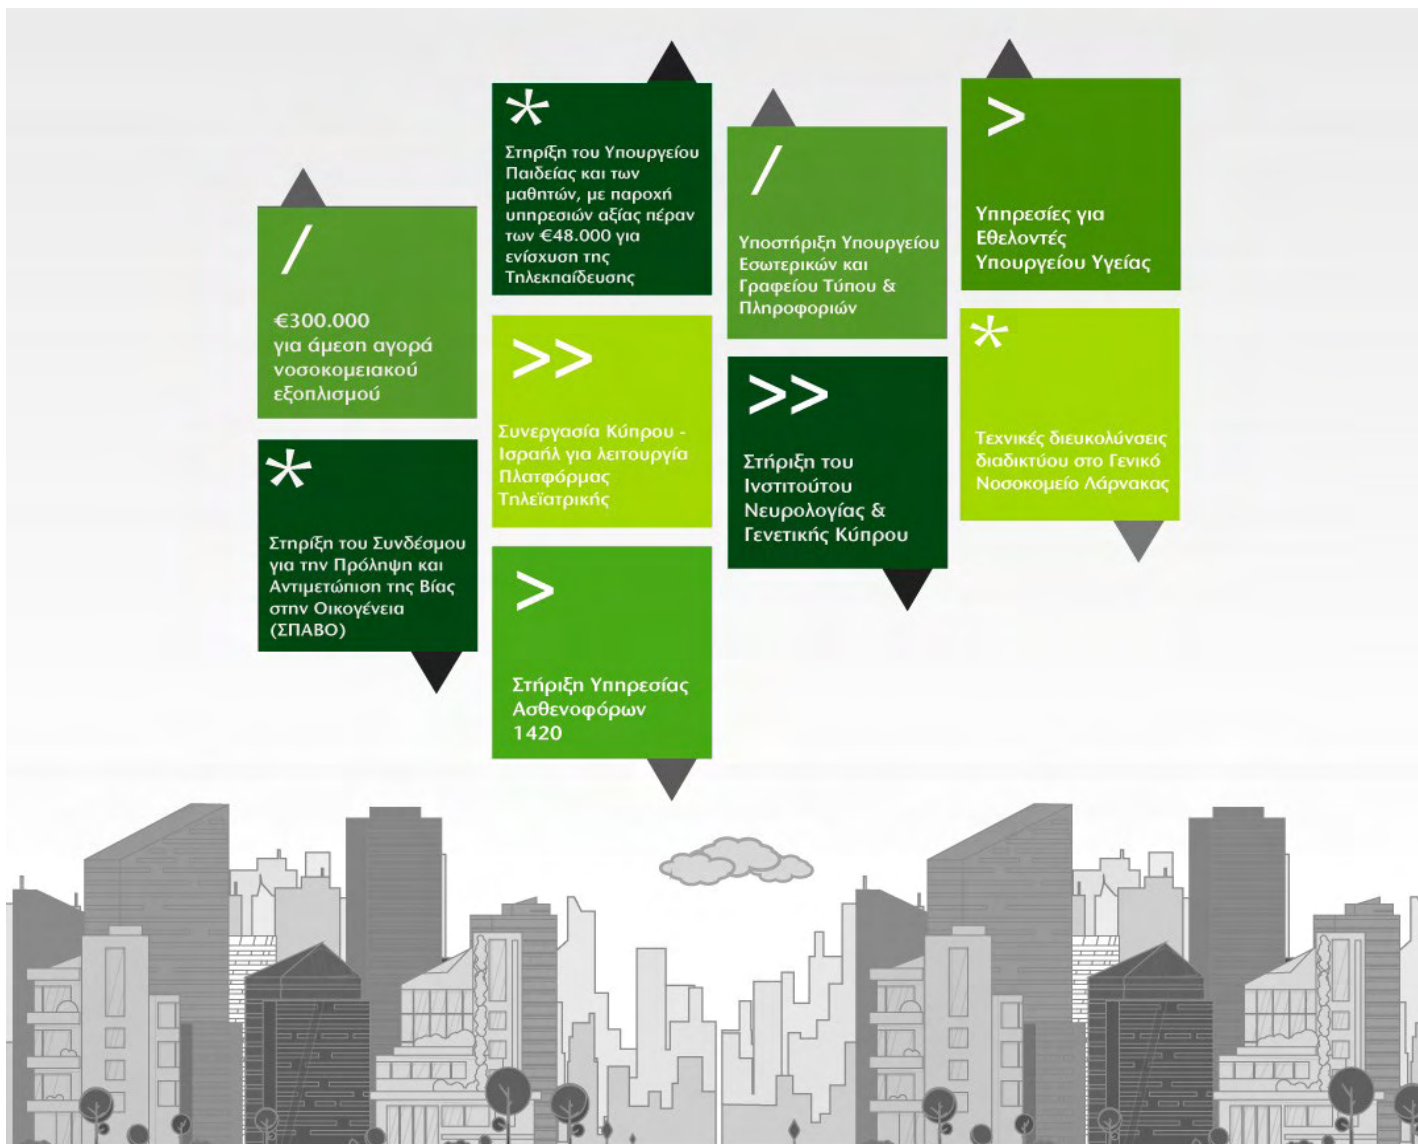 /
€300.000
για άμεση αγορά
νοσοκομειακού
εξοπλισμού
*
Στηρίξη του Συνδέσμου
για την Πρόληψη και
Αντιμετώπιση της Βίας
στην Οικογένεια
(ΣΠΑΒΟ)
*
Στηρίξη του Υπουργείου
Παιδείας και των
μαθητών, με παροχή
υπηρεσιών αξίας πέραν
των €48.000 για
ενίσχυση της
Τηλεκπαίδευσης
>>
Συνεργασία Κύπρου -
Ισραήλ για λειτουργία
Πλατφόρμας
Τηλεϊατρικής
>
Στήριξη Υπηρεσίας
Ασθενοφόρων
1420
/
Υποστήριξη Υπουργείου
Εσωτερικών και
Γραφείου Τύπου &
Πληροφοριών
>>
Στήριξη του
Ινστιτούτου
Νευρολογίας &
Γενετικής Κύπρου
>
Υπηρεσίες για
Εθελοντές
Υπουργείου Υγείας
*
Τεχνικές διευκολύνσεις
διαδικτύου στο Γενικό
Νοσοκομείο Λάρνακας